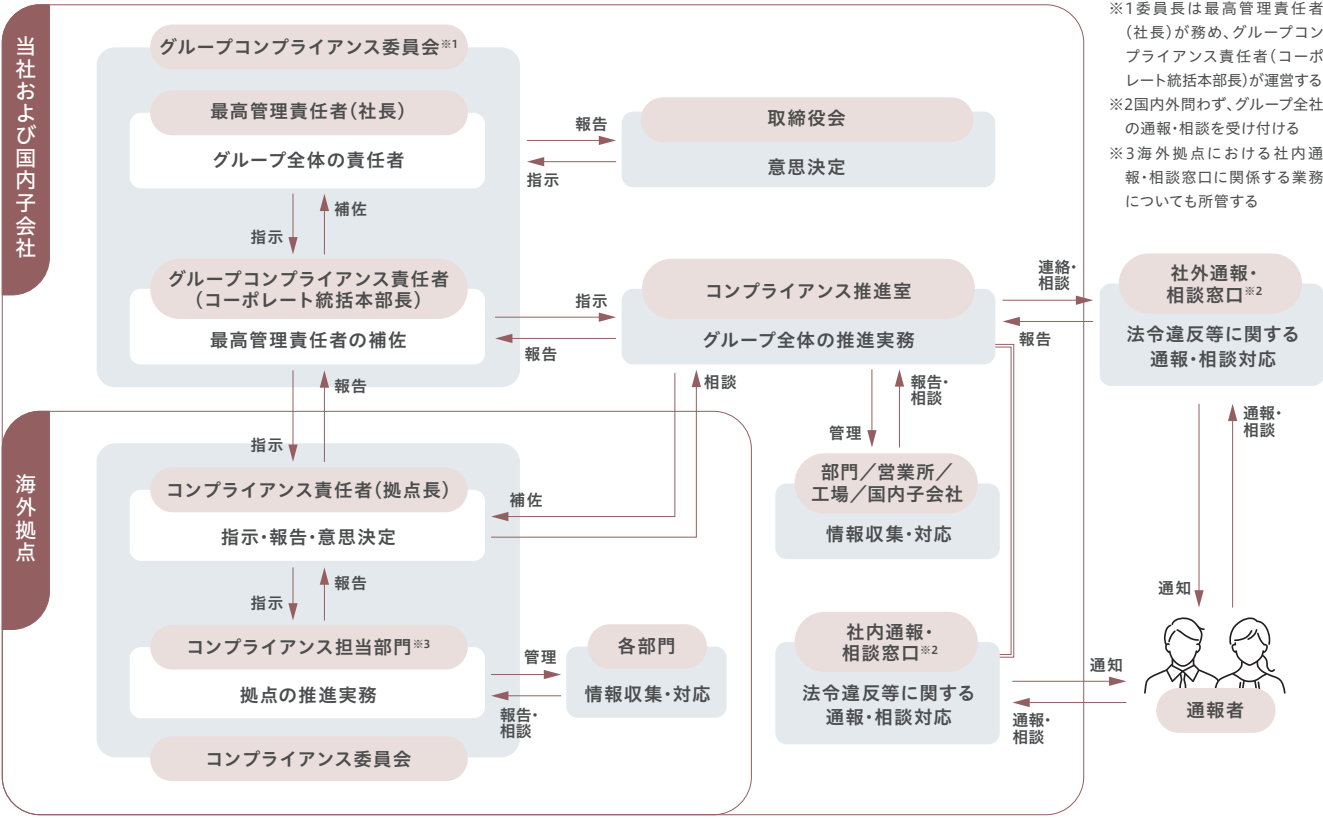 当社および国内子会社
グループコンプライアンス委員会※1
最高管理責任者(社長)
グループ全体の責任者
報告
指示
取締役会
意思決定
指示
補佐
グループコンプライアンス責任者
(コーポレート統括本部長)
最高管理責任者の補佐
指示
報告
コンプライアンス推進室
グループ全体の推進実務
連絡・
相談
報告
社外通報・
相談窓口※2
法令違反等に関する
通報・相談対応
※1委員長は最高管理責任者
(社長)が務め、グループコン
プライアンス責任者(コーポ
レート統括本部長)が運営する
※2国内外問わず、グループ全社
の通報・相談を受け付ける
※3海外拠点における社内通
報・相談窓口に関係する業務
についても所管する
指示
報告
補佐
相談
管理
報告・
相談
部門/営業所/
工場/国内子会社
情報収集・対応
海外拠点
コンプライアンス責任者(拠点長)
指示・報告・意思決定
指示
報告
コンプライアンス担当部門※3
拠点の推進実務
管理
報告・
相談
各部門
情報収集・対応
コンプライアンス委員会
社内通報・
相談窓口※2
法令違反等に関する
通報・相談対応
通知
通報・
相談
通知
通報・
相談
通報者